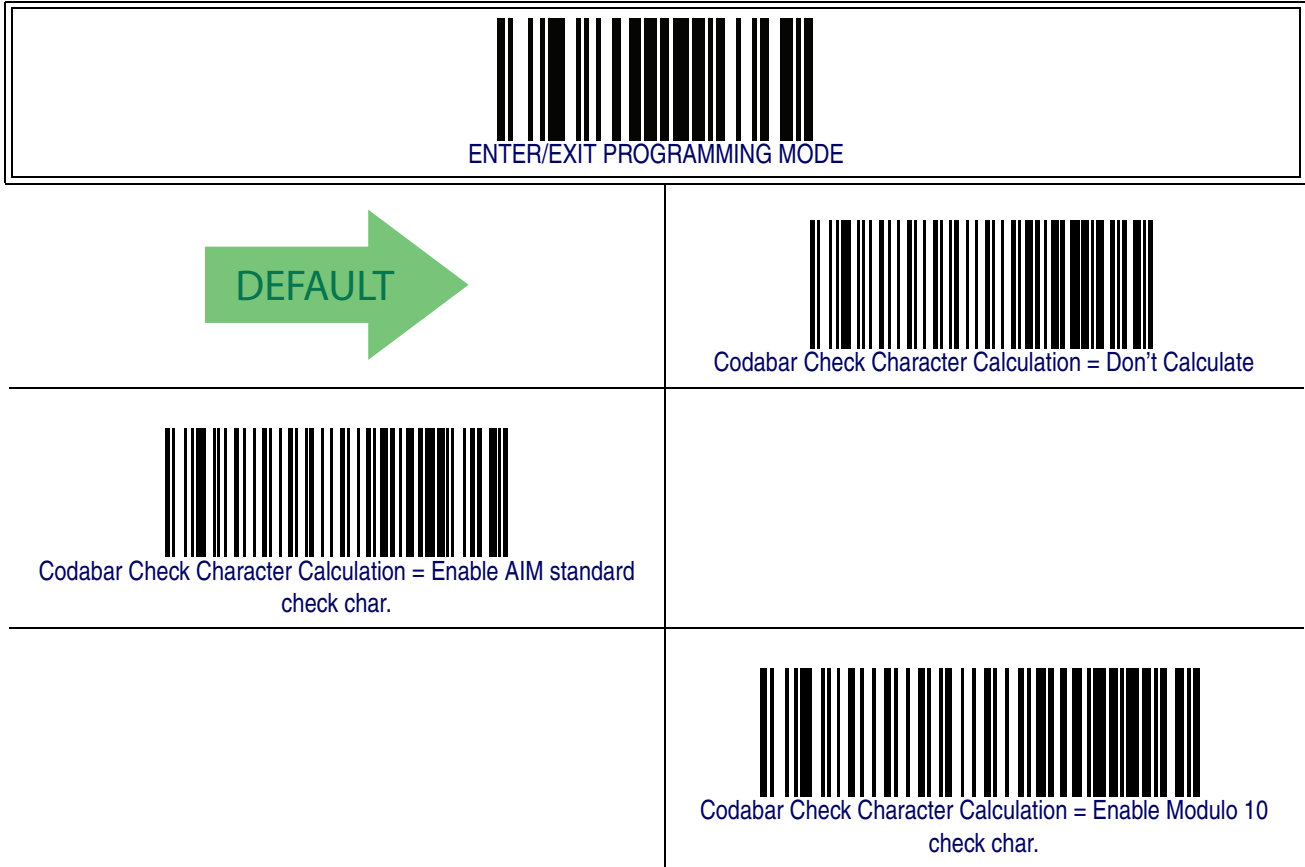 ENTER/EXIT PROGRAMMING MODE
DEFAULT
Codabar Check Character Calculation = Don't Calculate
Codabar Check Character Calculation = Enable AIM standard
check char.
Codabar Check Character Calculation = Enable Modulo 10
check char.